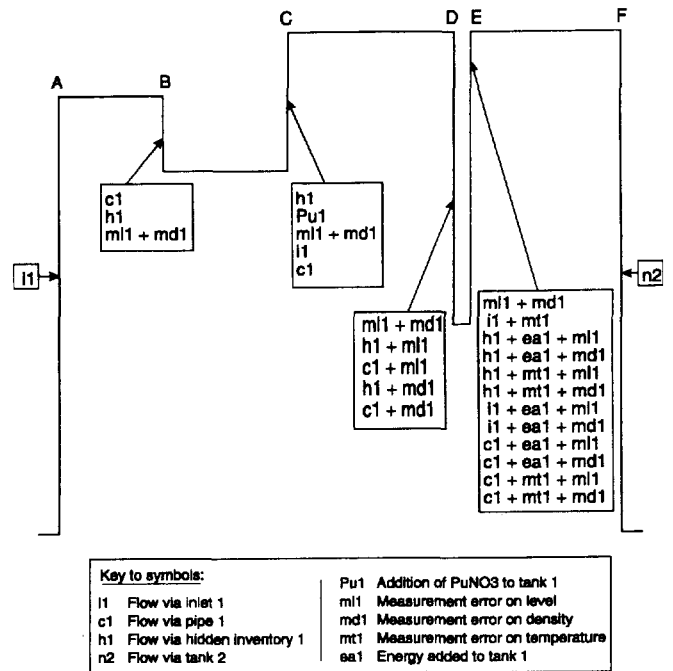 A
B
C
D
E
F
c1
h1
ml1 + md1
h1
Pu1
ml1 + md1
i1
c1
i1
n2
ml1 + md1
h1 + ml1
c1 + ml1
h1 + md1
c1 + md1
ml1 + md1
i1 + mt1
h1 + ea1 + ml1
h1 + ea1 + md1
h1 + mt1 + ml1
h1 + mt1 + md1
i1 + ea1 + ml1
i1 + ea1 + md1
c1 + ea1 + ml1
c1 + ea1 + md1
c1 + mt1 + ml1
c1 + mt1 + md1
Key to symbols:
i1 Flow via inlet 1
c1 Flow via pipe 1
h1 Flow via hidden inventory 1
n2 Flow via tank 2
Pu1 Addition of PuNO3 to tank 1
ml1 Measurement error on level
md1 Measurement error on density
mt1 Measurement error on temperature
ea1 Energy added to tank 1